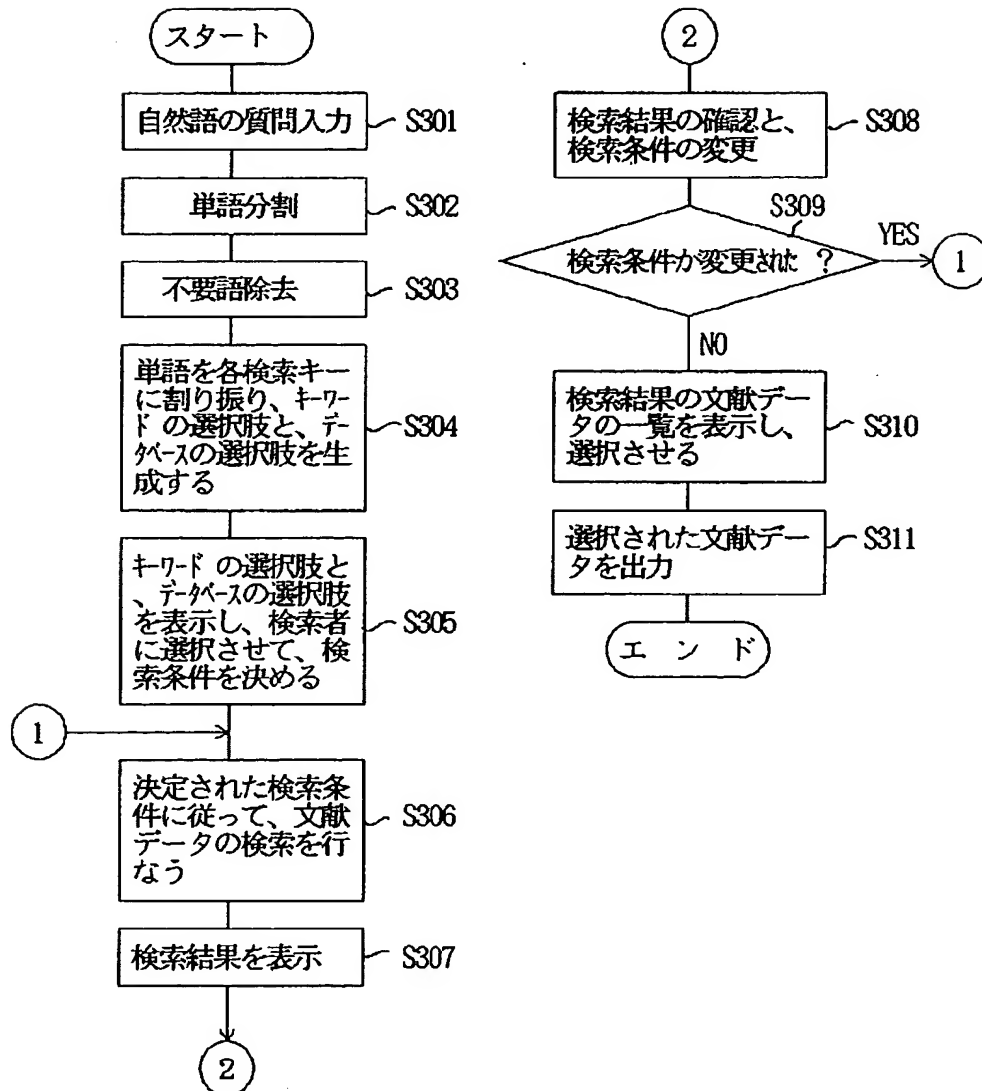 スタート
自然語の質問入力
S301
単語分割
S302
不要語除去
S303
単語を各検索キー
に割り振り、キーワー
ドの選択肢と、デー
タベースの選択肢を生
成する
S304
キーワードの選択肢と
、データベースの選択肢
を表示し、検索者
に選択させて、検
索条件を決める
S305
1
決定された検索条
件に従って、文献
データの検索を行
なう
S306
検索結果を表示
S307
2
2
検索結果の確認と、
検索条件の変更
S308
S309
検索条件が変更された ?
YES
1
NO
検索結果の文献デー
タの一覧を表示し、
選択させる
S310
選択された文献デー
タを出力
S311
エンド